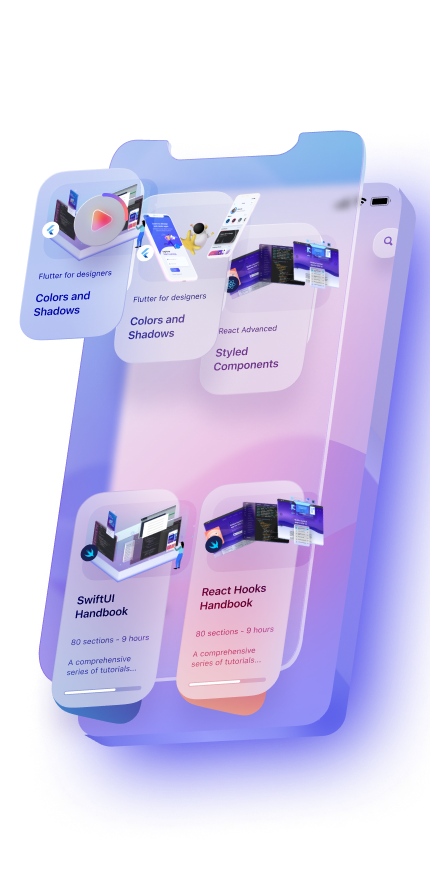 Flutter for designers
Colors and
Shadows
Flutter for designers
Colors and
Shadows
React Advanced
Styled
Components
SwiftUI
Handbook
80 sections - 9 hours
A comprehensive
series of tutorials...
React Hooks
Handbook
80 sections - 9 hours
A comprehensive
series of tutorials...